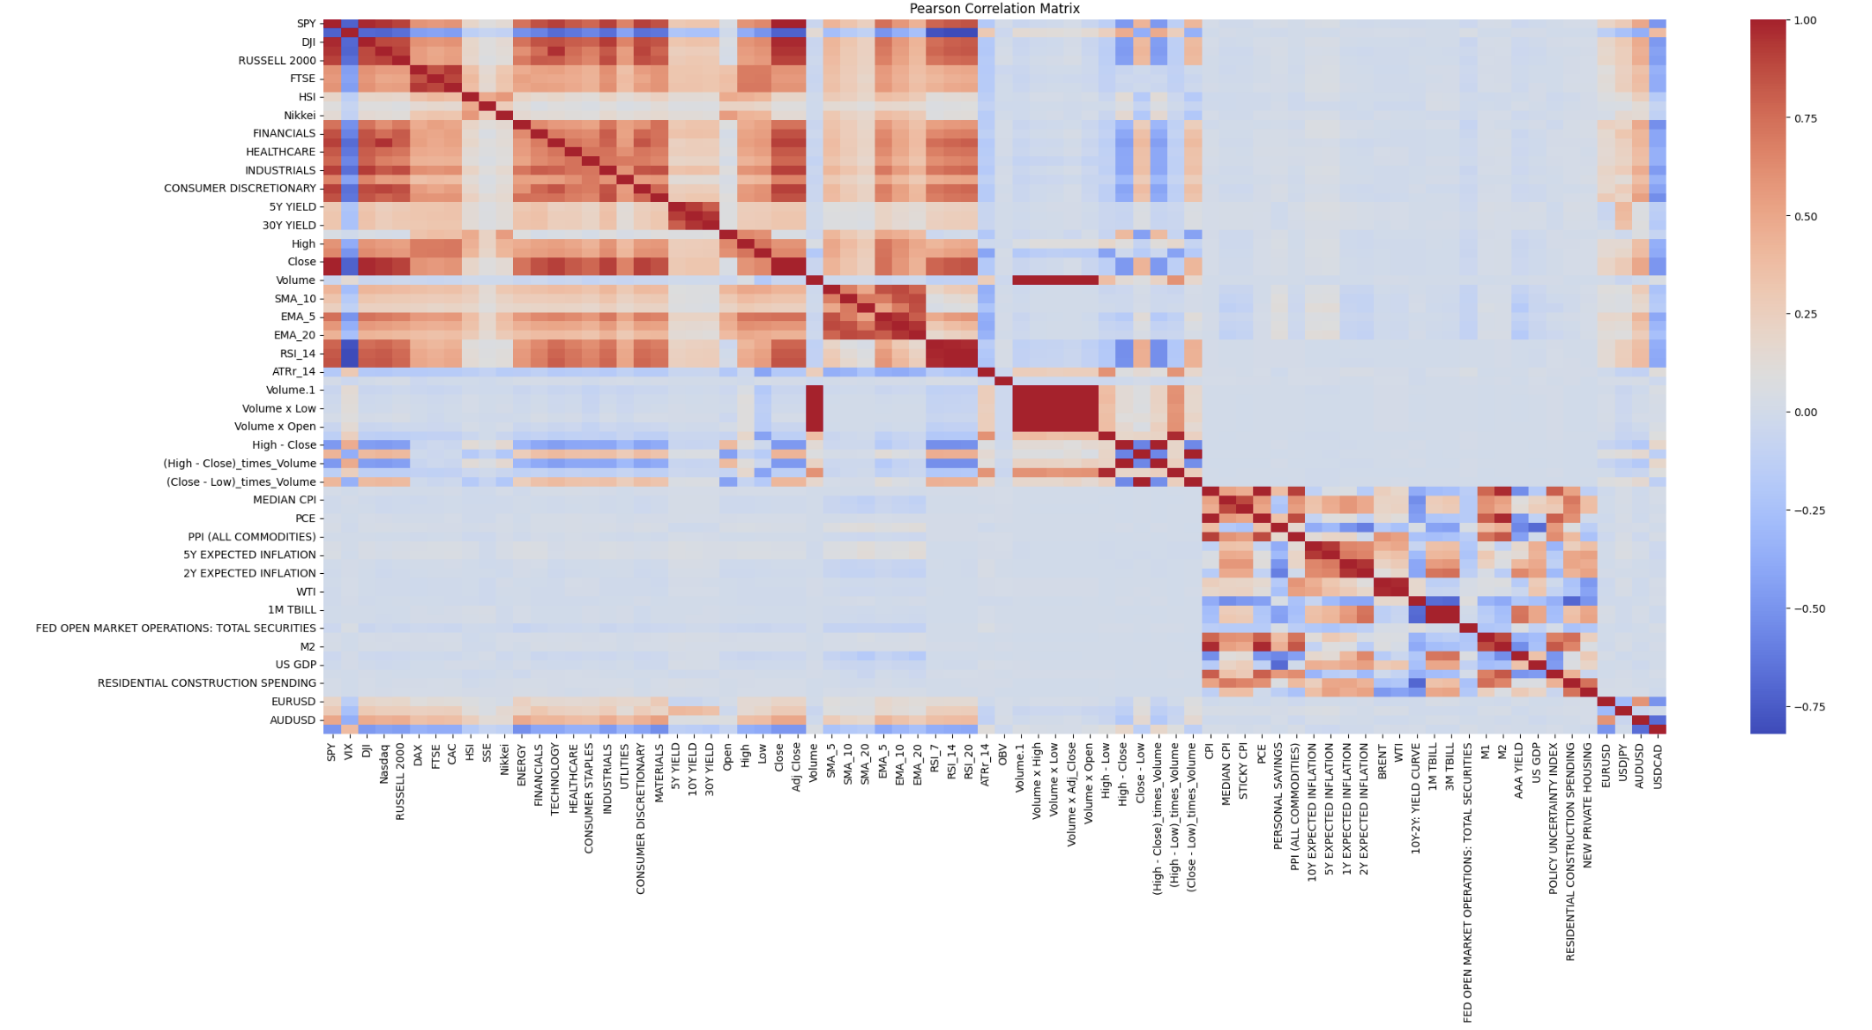 Pearson Correlation Matrix
SPY
DJI
RUSSELL 2000
FTSE
HSI
Nikkei
FINANCIALS
HEALTHCARE
INDUSTRIALS
CONSUMER DISCRETIONARY
5Y YIELD
30Y YIELD
High
Close
Volume
SMA_10
EMA_5
EMA_20
RSI_14
ATRr_14
Volume.1
Volume x Low
Volume x Open
High - Close
(High - Close)_times_Volume
(Close - Low)_times_Volume
MEDIAN CPI
PCE
PPI (ALL COMMODITIES)
5Y EXPECTED INFLATION
2Y EXPECTED INFLATION
WTI
1M TBILL
FED OPEN MARKET OPERATIONS: TOTAL SECURITIES
M2
US GDP
RESIDENTIAL CONSTRUCTION SPENDING
EURUSD
AUDUSD
SPY
VIX
DJI
Nasdaq
RUSSELL 2000
DAX
FTSE
CAC
HSI
SSE
Nikkei
ENERGY
FINANCIALS
TECHNOLOGY
HEALTHCARE
CONSUMER STAPLES
INDUSTRIALS
UTLITIES
CONSUMER DISCRETIONARY
MATERIALS
5Y YIELD
10Y YIELD
30Y YIELD
Open
High
Low
Close
Adj Close
Volume
SMA_5
SMA_10
SMA_20
EMA_5
EMA_10
EMA_20
RSI_7
RSI_14
RSI_20
ATRr_14
OBV
Volume.1
Volume x High
Volume x Low
Volume x Adj_Close
Volume x Open
High - Low
High - Close
Close - Low
(High - Close)_times_Volume
(High - Low)_times_Volume
(Close - Low)_times_Volume
CPI
MEDIAN CPI
STICKY CPI
PCE
PERSONAL SAVINGS
PPI (ALL COMMODITIES)
10Y EXPECTED INFLATION
5Y EXPECTED INFLATION
1Y EXPECTED INFLATION
2Y EXPECTED INFLATION
BRENT
WTI
10Y-2Y: YIELD CURVE
1M TBILL
3M TBILL
FED OPEN MARKET OPERATIONS: TOTAL SECURITIES
M1
M2
AAA YIELD
US GDP
POLICY UNCERTAINTY INDEX
RESIDENTIAL CONSTRUCTION SPENDING
NEW PRIVATE HOUSING
EURUSD
USDJPY
AUDUSD
USDCAD
1.00
0.75
0.50
0.25
0.00
−0.25
−0.50
−0.75